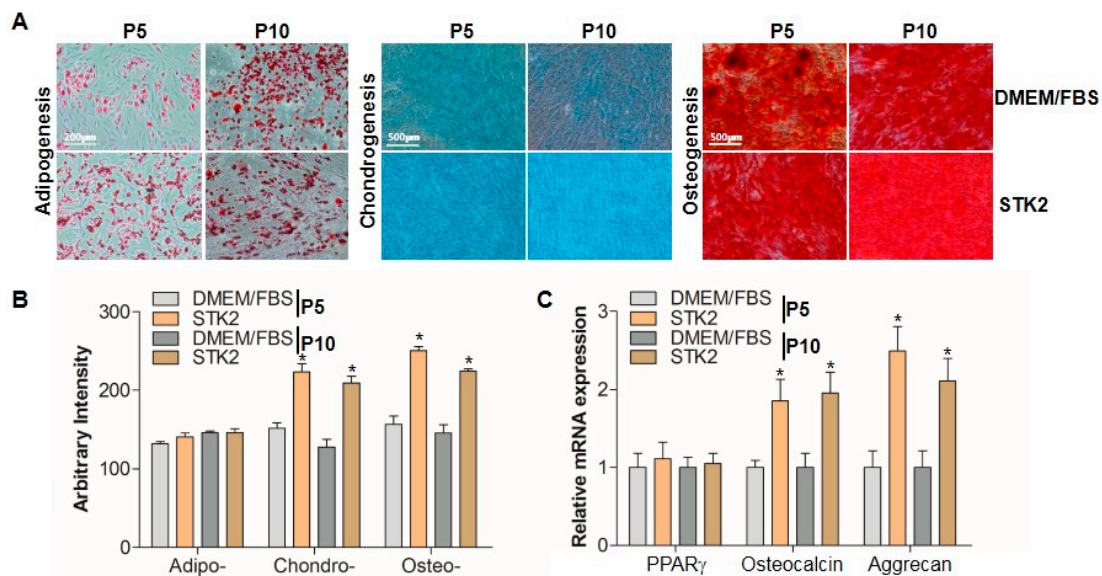 A
P5 P10 P5 P10 P5 P10
Adipogenesis
Chondrogenesis
Osteogenesis
200µm
500µm
500µm
DMEM/FBS
STK2
B
Arbitrary Intensity
300
200
100
0
DMEM/FBS
STK2
P5
DMEM/FBS
STK2
P10
* * * *
Adipo- Chondro- Osteo-
C
Relative mRNA expression
3
2
1
0
DMEM/FBS
STK2
P5
DMEM/FBS
STK2
P10
* * * *
PPARγ Osteocalcin Aggrecan